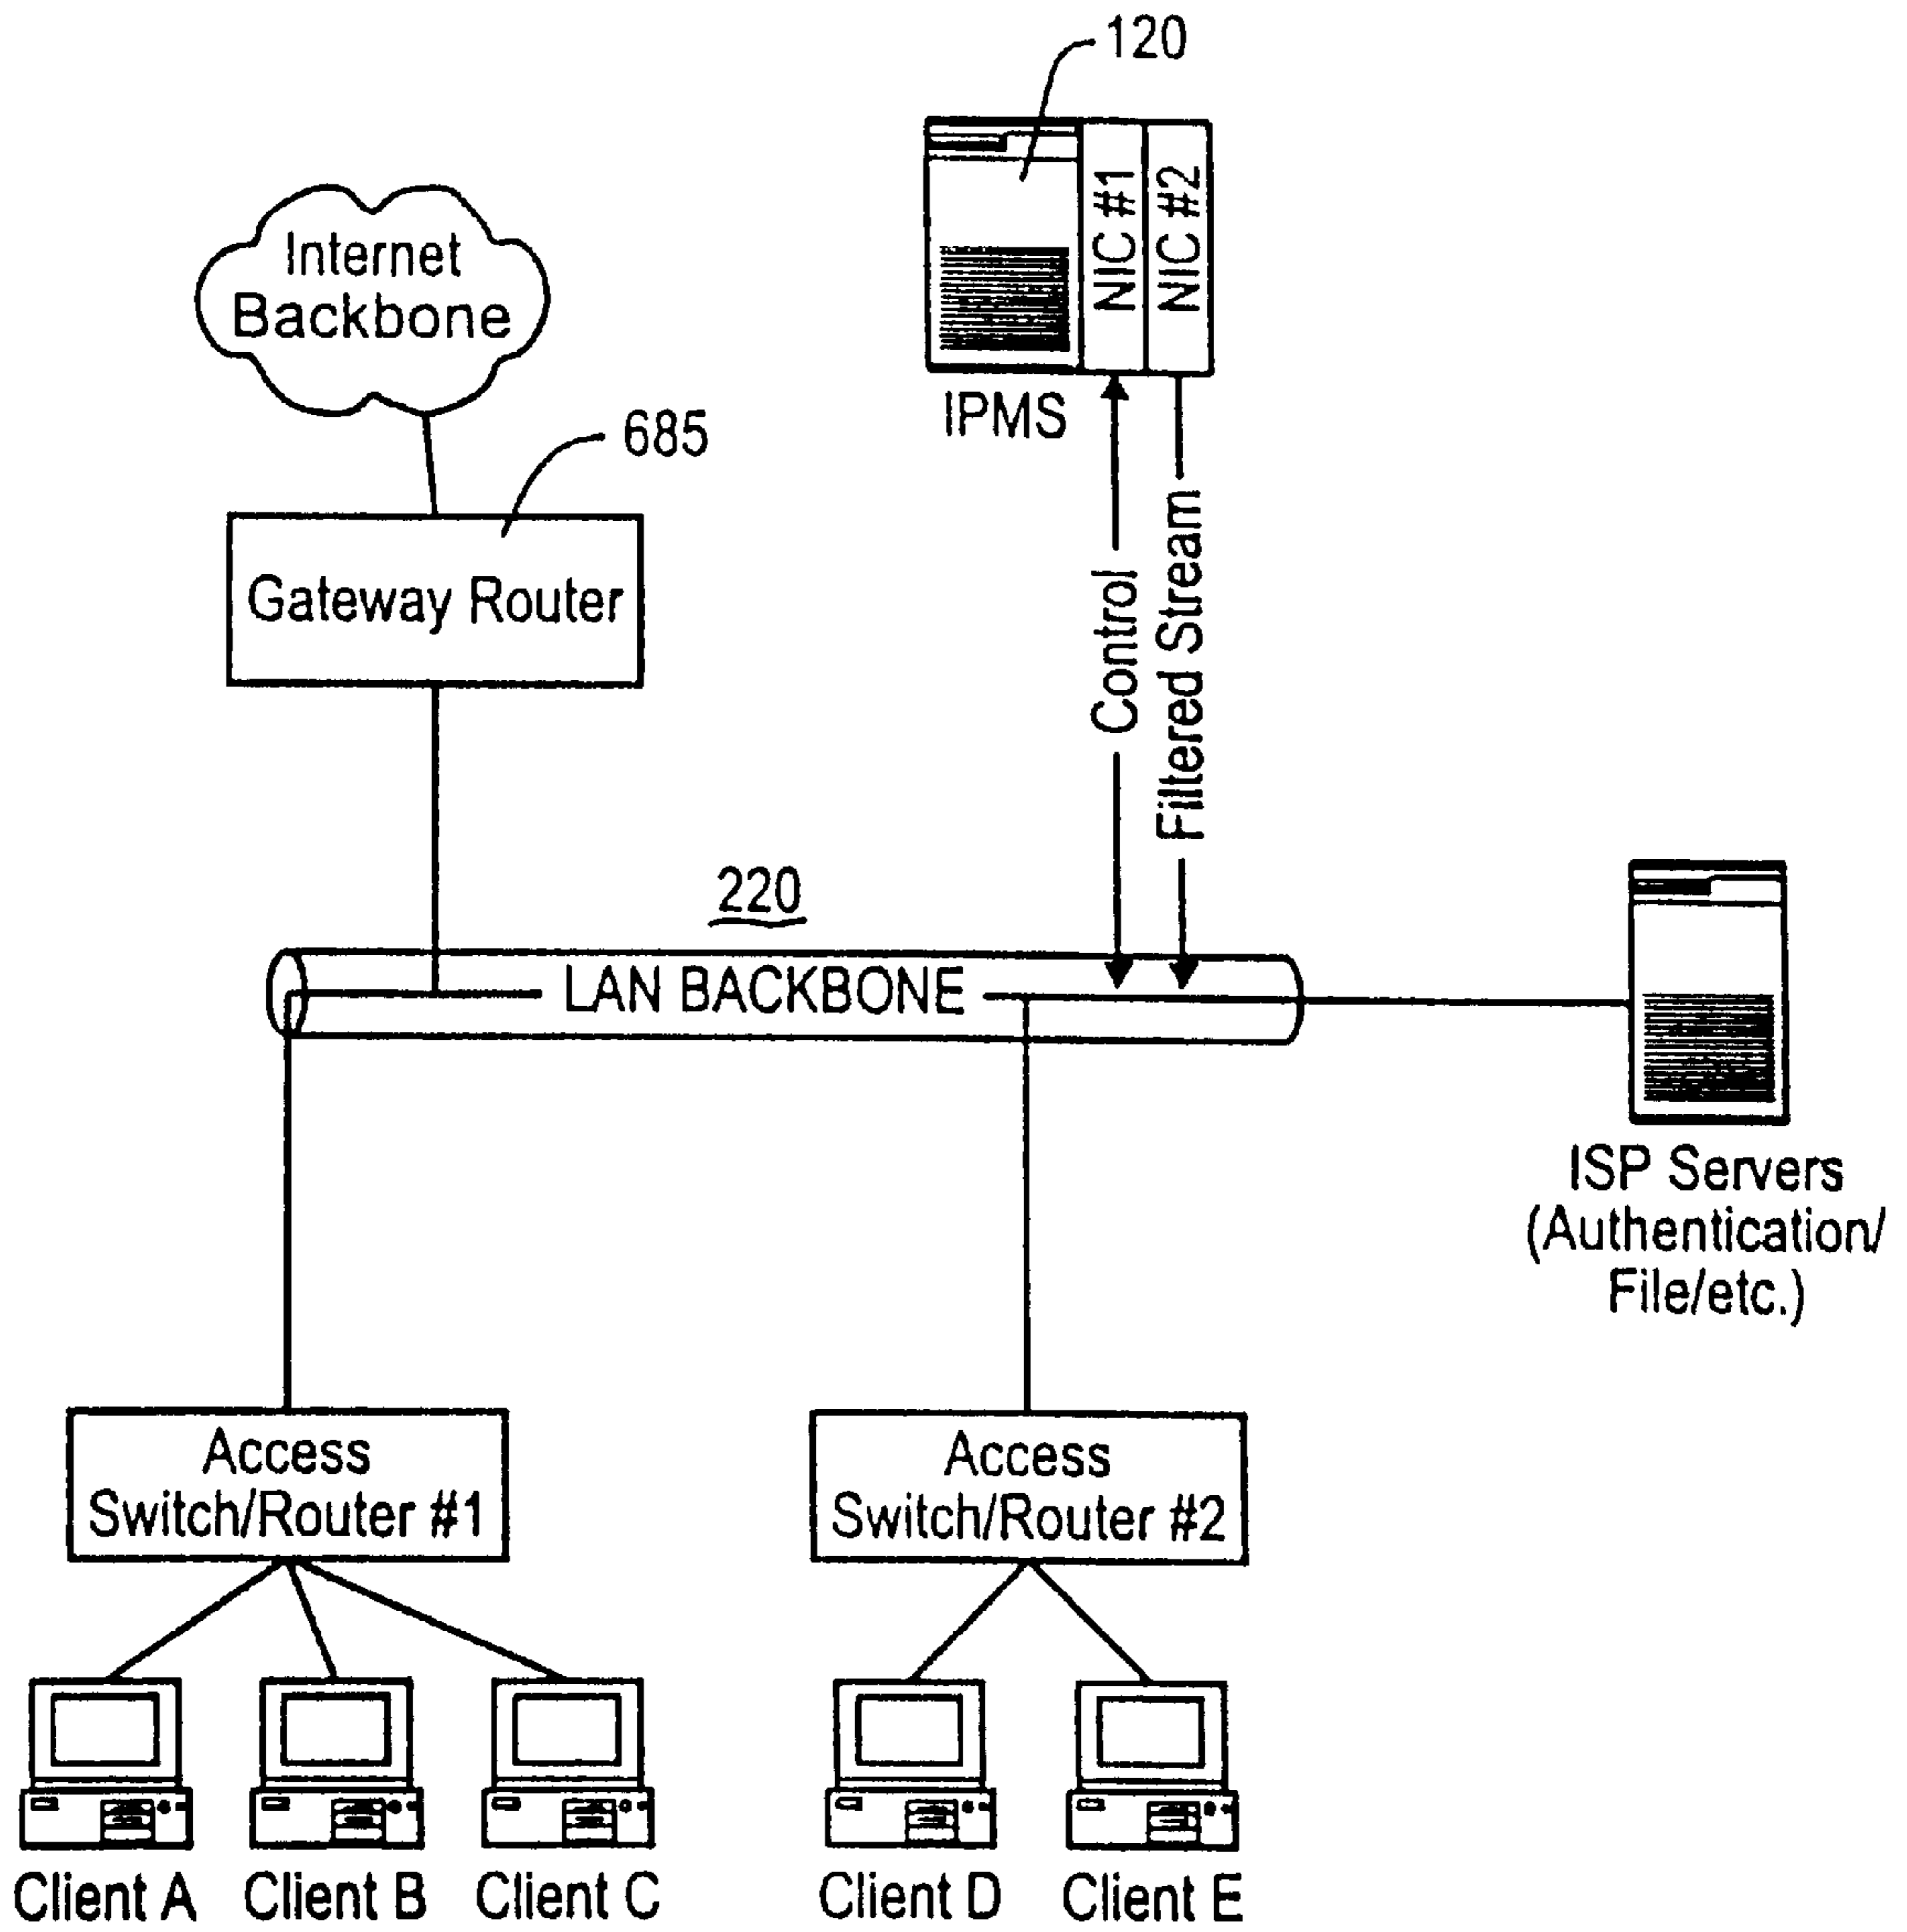 120
NIC #1
NIC #2
IPMS
Internet
Backbone
685
Gateway Router
Control
Filtered Stream
220
LAN BACKBONE
ISP Servers
(Authentication/
File/etc.)
Access
Switch/Router #1
Access
Switch/Router #2
Client A
Client B
Client C
Client D
Client E